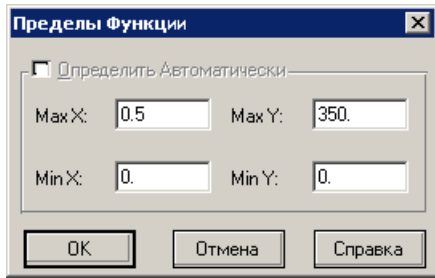 Пределы Функции
Определить Автоматически
Max X: 0.5 Max Y: 350.
Min X: 0. Min Y: 0.
OK Отмена Справка